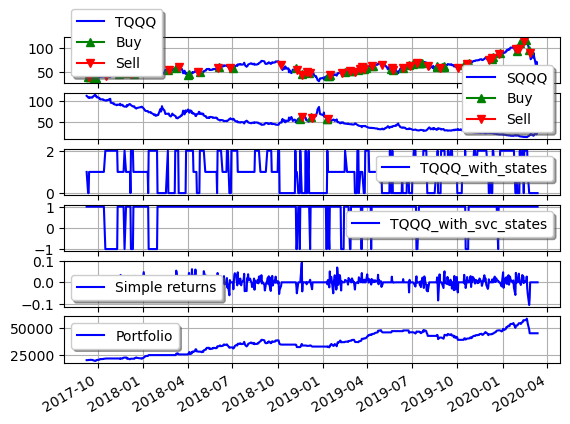 TQQQ
Buy
Sell
100
50
SQQQ
Buy
Sell
100
50
TQQQ_with_states
2
0
TQQQ_with_svc_states
1
0
−1
0.1
0.0
−0.1
Simple returns
Portfolio
50000
25000
2017-10 2018-01 2018-04 2018-07 2018-10 2019-01 2019-04 2019-07 2019-10 2020-01 2020-04